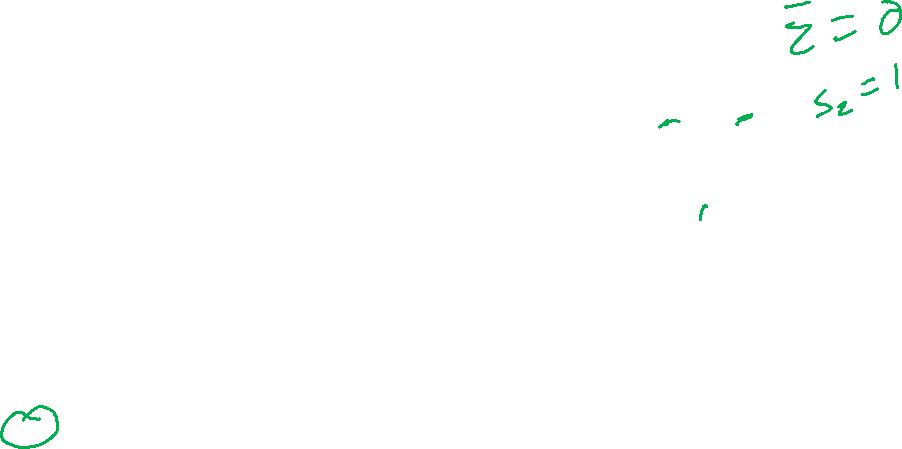 z̄ = 0
s_z = 1